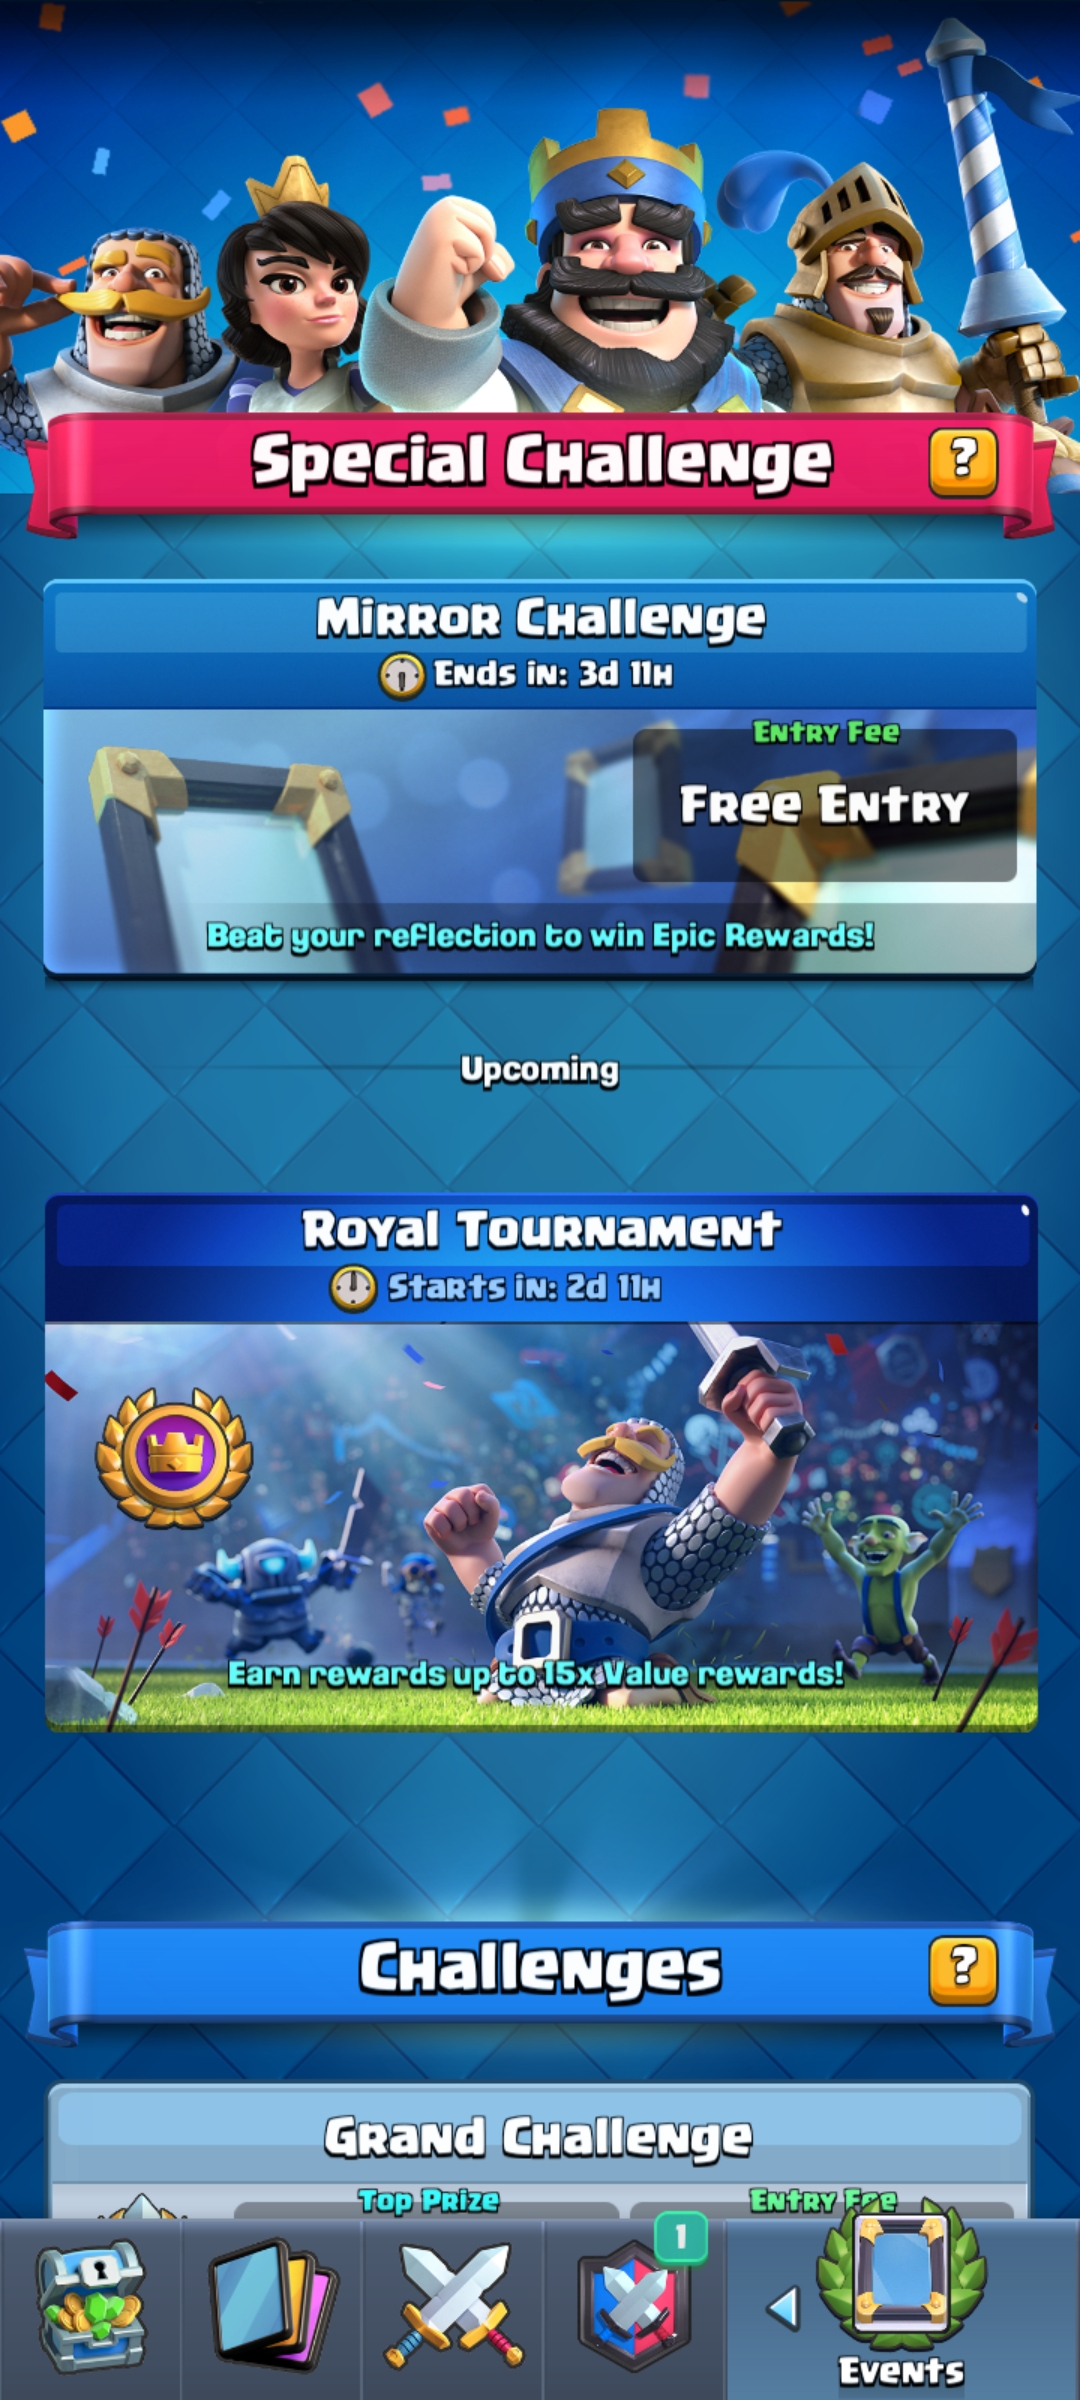 Special Challenge
?
Mirror Challenge
Ends in: 3d 11h
Entry Fee
Free Entry
Beat your reflection to win Epic Rewards!
Upcoming
Royal Tournament
Starts in: 2d 11h
Earn rewards up to 15x Value rewards!
Challenges
?
Grand Challenge
Top Prize
Entry Fee
1
Events